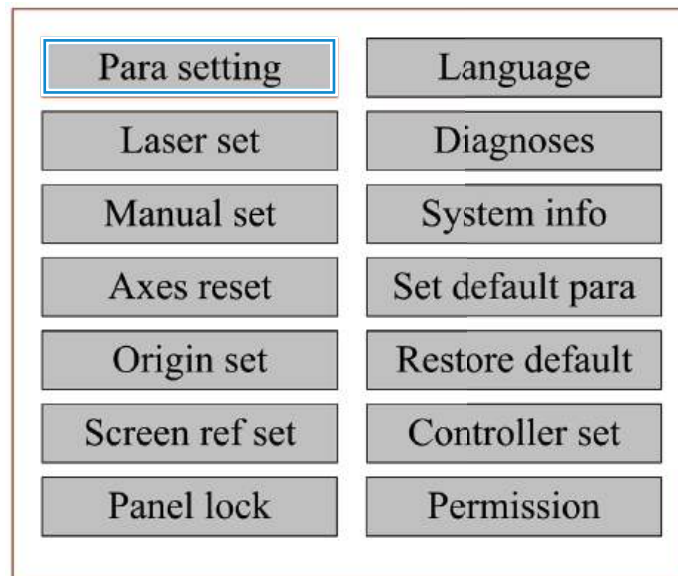 Para setting
Language
Laser set
Diagnoses
Manual set
System info
Axes reset
Set default para
Origin set
Restore default
Screen ref set
Controller set
Panel lock
Permission